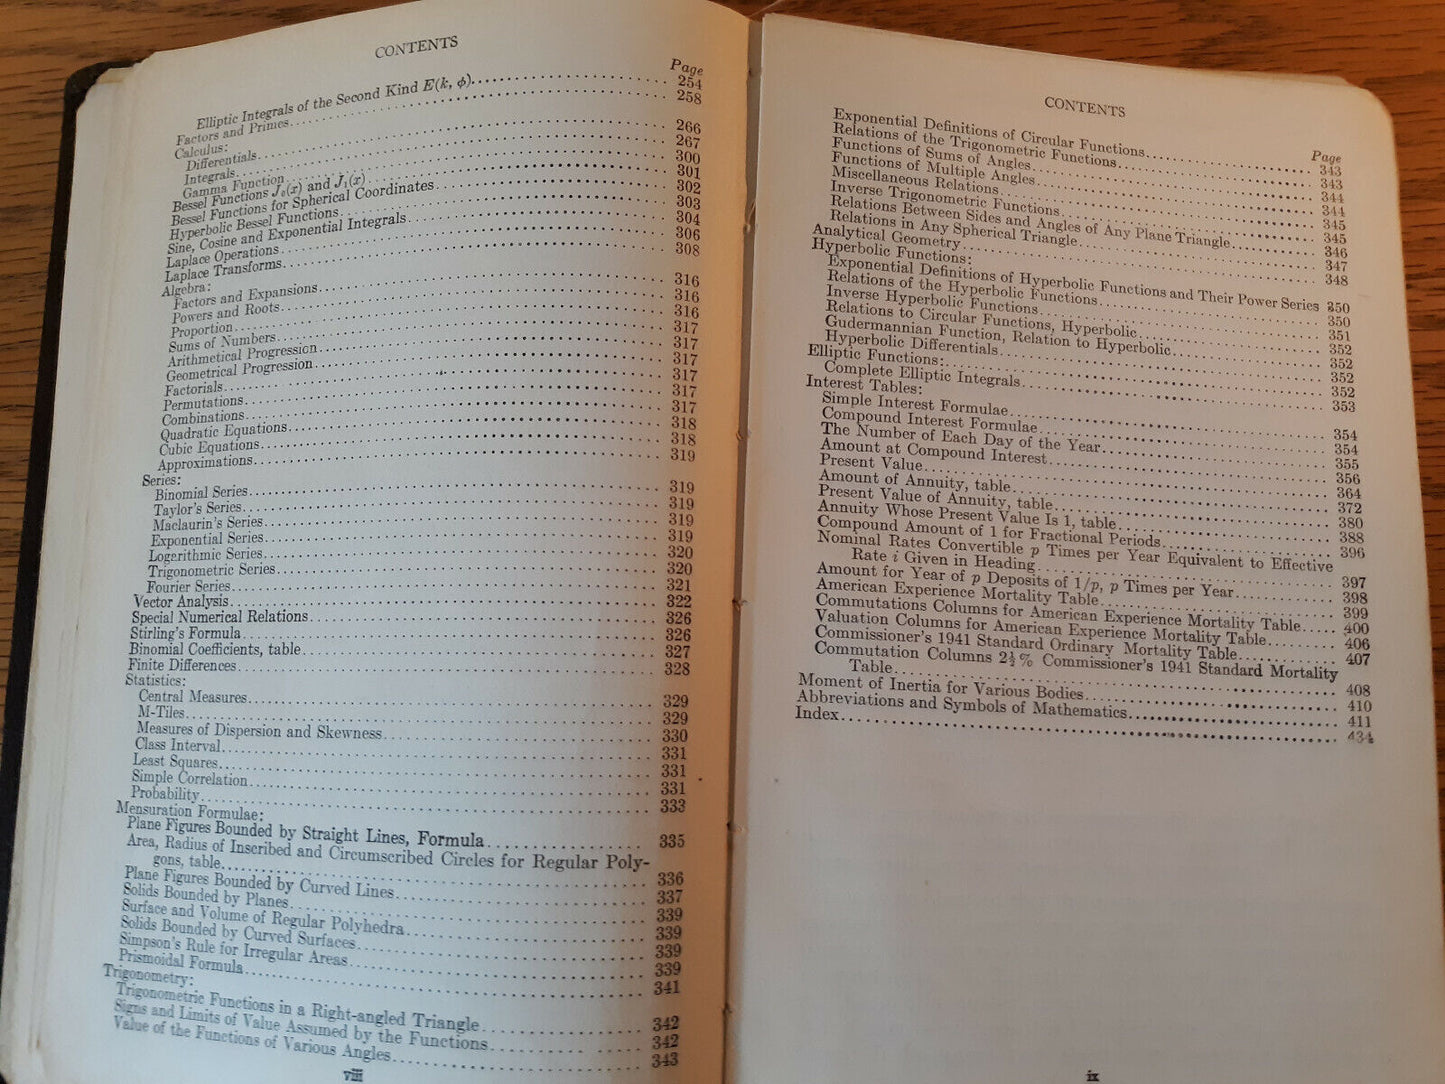 CONTENTS
Page
Elliptic Integrals of the Second Kind E(k, φ) 254
Factors and Primes 258
Calculus:
Differentials 266
Integrals 267
Gamma Function 300
Bessel Functions J₀(x) and J₁(x) 301
Bessel Functions for Spherical Coordinates 302
Hyperbolic Bessel Functions 303
Sine, Cosine and Exponential Integrals 304
Laplace Operations 306
Laplace Transforms 308
Algebra:
Factors and Expansions 316
Powers and Roots 316
Proportion 316
Sums of Numbers 317
Arithmetical Progression 317
Geometrical Progression 317
Factorials 317
Permutations 317
Combinations 317
Quadratic Equations 318
Cubic Equations 318
Approximations 319
Series:
Binomial Series 319
Taylor's Series 319
Maclaurin's Series 319
Exponential Series 319
Logerithmic Series 320
Trigonometric Series 320
Fourier Series 321
Vector Analysis 322
Special Numerical Relations 326
Stirling's Formula 326
Binomial Coefficients, table 327
Finite Differences 328
Statistics:
Central Measures 329
M-Tiles 329
Measures of Dispersion and Skewness 330
Class Interval 331
Least Squares 331
Simple Correlation 331
Probability 333
Mensuration Formulae:
Plane Figures Bounded by Straight Lines, Formula 335
Area, Radius of Inscribed and Circumscribed Circles for Regular Poly-
gons, table 336
Plane Figures Bounded by Curved Lines 337
Solids Bounded by Planes 339
Surface and Volume of Regular Polyhedra 339
Solids Bounded by Curved Surfaces 339
Simpson's Rule for Irregular Areas 339
Prismoidal Formula 341
Trigonometry:
Trigonometric Functions in a Right-angled Triangle 342
Signs and Limits of Value Assumed by the Functions 342
Value of the Functions of Various Angles 343
viii
CONTENTS
Page
Exponential Definitions of Circular Functions 343
Relations of the Trigonometric Functions 343
Functions of Sums of Angles 344
Functions of Multiple Angles 344
Miscellaneous Relations 345
Inverse Trigonometric Functions 345
Relations Between Sides and Angles of Any Plane Triangle 346
Relations in Any Spherical Triangle 347
Analytical Geometry 348
Hyperbolic Functions:
Exponential Definitions of Hyperbolic Functions and Their Power Series 350
Relations of the Hyperbolic Functions 350
Inverse Hyperbolic Functions 351
Relations to Circular Functions, Hyperbolic 352
Gudermannian Function, Relation to Hyperbolic 352
Hyperbolic Differentials 352
Elliptic Functions: 352
Complete Elliptic Integrals 353
Interest Tables:
Simple Interest Formulae 354
Compound Interest Formulae 354
The Number of Each Day of the Year 355
Amount at Compound Interest 356
Present Value 364
Amount of Annuity, table 372
Present Value of Annuity, table 380
Annuity Whose Present Value Is 1, table 388
Compound Amount of 1 for Fractional Periods 396
Nominal Rates Convertible p Times per Year Equivalent to Effective
Rate i Given in Heading 397
Amount for Year of p Deposits of 1/p, p Times per Year 398
American Experience Mortality Table 399
Commutations Columns for American Experience Mortality Table 400
Valuation Columns for American Experience Mortality Table 406
Commissioner's 1941 Standard Ordinary Mortality Table 407
Commutation Columns 2½% Commissioner's 1941 Standard Mortality
Table 408
Moment of Inertia for Various Bodies 410
Abbreviations and Symbols of Mathematics 411
Index 434
ix